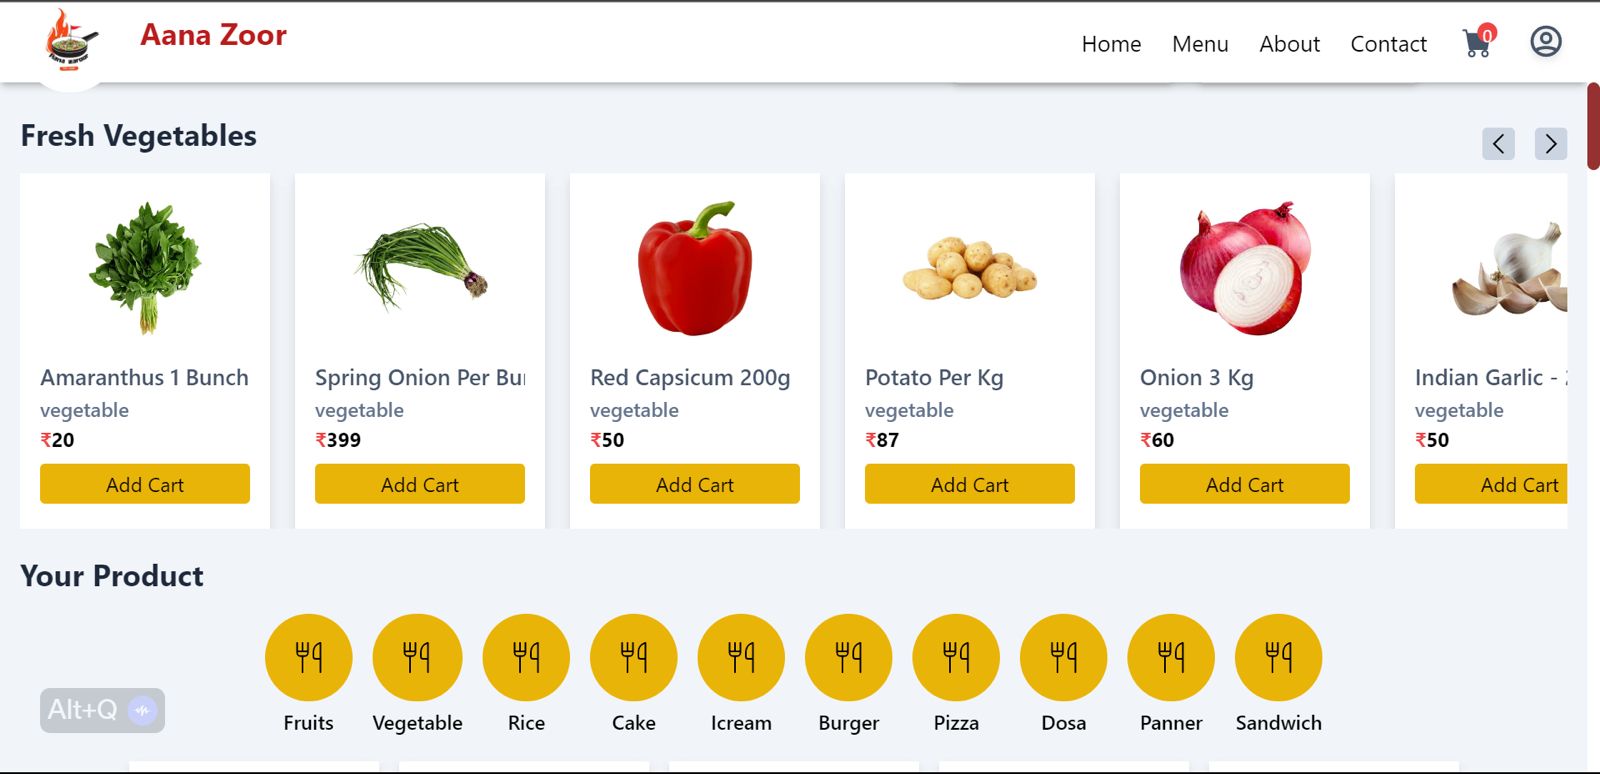 Aana Zoor
Home Menu About Contact 0
Fresh Vegetables
Amaranthus 1 Bunch
vegetable
₹20
Add Cart
Spring Onion Per Bu
vegetable
₹399
Add Cart
Red Capsicum 200g
vegetable
₹50
Add Cart
Potato Per Kg
vegetable
₹87
Add Cart
Onion 3 Kg
vegetable
₹60
Add Cart
Indian Garlic -
vegetable
₹50
Add Cart
Your Product
Fruits Vegetable Rice Cake Icream Burger Pizza Dosa Panner Sandwich
Alt+Q